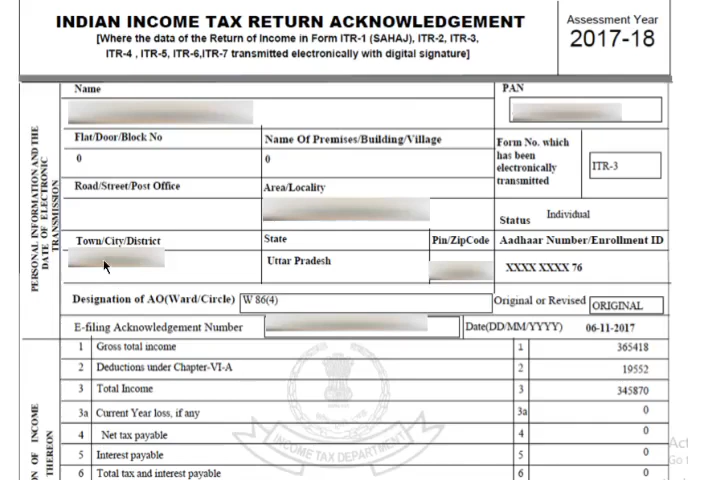 INDIAN INCOME TAX RETURN ACKNOWLEDGEMENT
Assessment Year
2017-18
[Where the data of the Return of Income in Form ITR-1 (SAHAJ), ITR-2, ITR-3,
ITR-4 , ITR-5, ITR-6,ITR-7 transmitted electronically with digital signature]
PERSONAL INFORMATION AND THE
DATE OF ELECTRONIC
TRANSMISSION
Name
PAN
Flat/Door/Block No
Name Of Premises/Building/Village
0
0
Form No. which
has been
electronically
transmitted
ITR-3
Road/Street/Post Office
Area/Locality
Status
Individual
Town/City/District
State
Pin/ZipCode
Aadhaar Number/Enrollment ID
Uttar Pradesh
XXXX XXXX 76
Designation of AO(Ward/Circle)
W 86(4)
Original or Revised
ORIGINAL
E-filing Acknowledgement Number
Date(DD/MM/YYYY)
06-11-2017
1 Gross total income 1 365418
2 Deductions under Chapter-VI-A 2 19552
3 Total Income 3 345870
3a Current Year loss, if any 3a 0
4 Net tax payable 4 0
5 Interest payable 5 0
6 Total tax and interest payable 6 0
ON OF INCOME
THEREON
INCOME TAX DEPARTMENT
Act
Go t